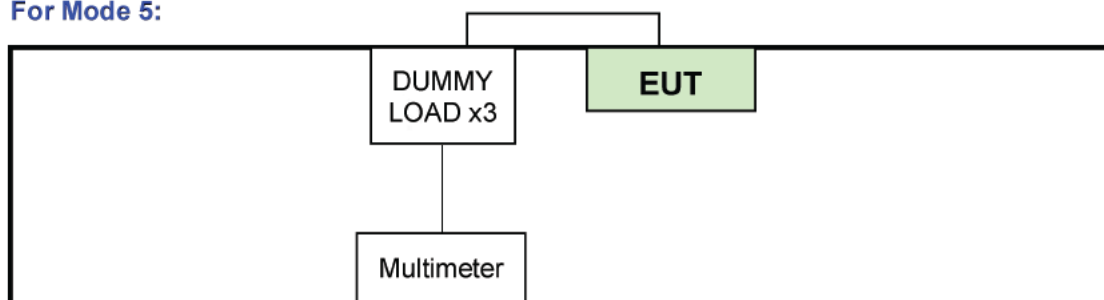 For Mode 5:
DUMMY
LOAD x3
EUT
Multimeter